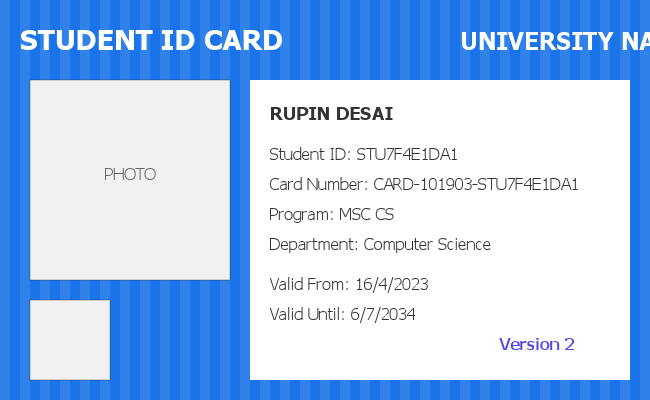 STUDENT ID CARD
UNIVERSITY NA
PHOTO
RUPIN DESAI
Student ID: STU7F4E1DA1
Card Number: CARD-101903-STU7F4E1DA1
Program: MSC CS
Department: Computer Science
Valid From: 16/4/2023
Valid Until: 6/7/2034
Version 2